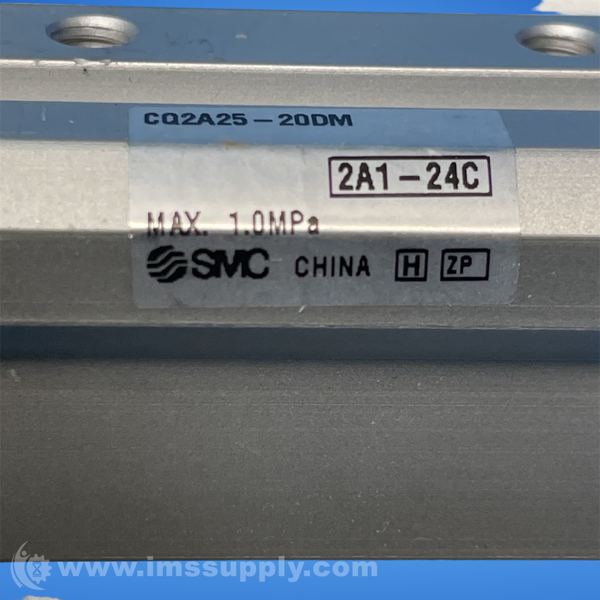 CQ2A25-20DM
2A1-24C
MAX. 1.0MPa
SMC CHINA H ZP
www.imssupply.com